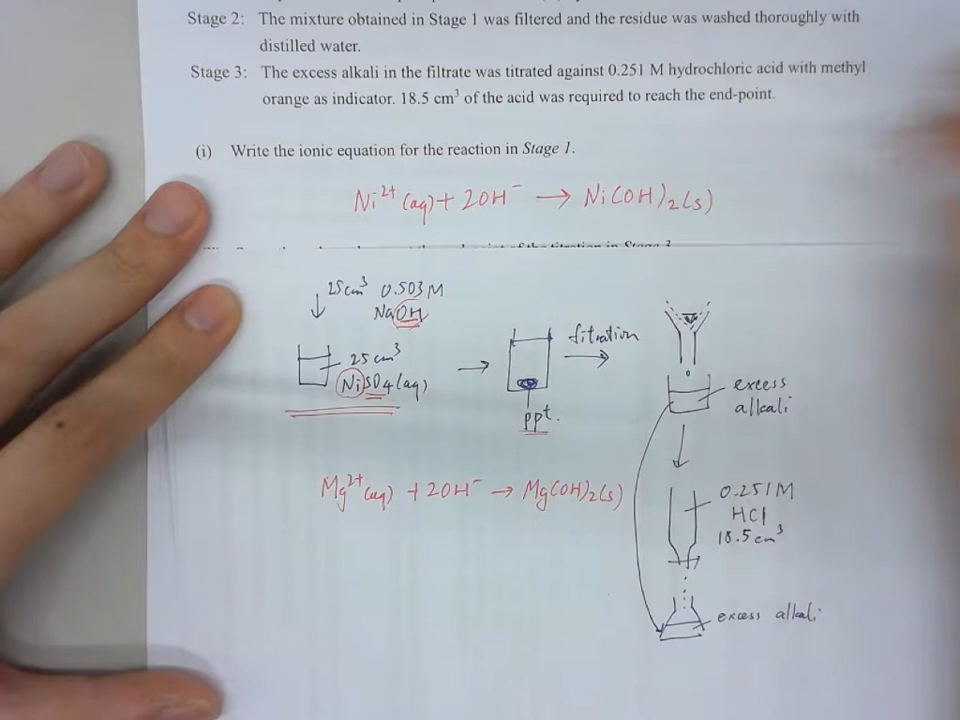 Stage 2: The mixture obtained in Stage 1 was filtered and the residue was washed thoroughly with
distilled water.
Stage 3: The excess alkali in the filtrate was titrated against 0.251 M hydrochloric acid with methyl
orange as indicator. 18.5 cm³ of the acid was required to reach the end-point.
(i) Write the ionic equation for the reaction in Stage 1.
Ni²⁺(aq) + 2OH⁻ → Ni(OH)₂(s)
25cm³ 0.503M
NaOH
25cm³
NiSO₄(aq)
ppt.
filtration
excess
alkali
Mg²⁺(aq) + 2OH⁻ → Mg(OH)₂(s)
0.251M
HCl
18.5cm³
excess alkali